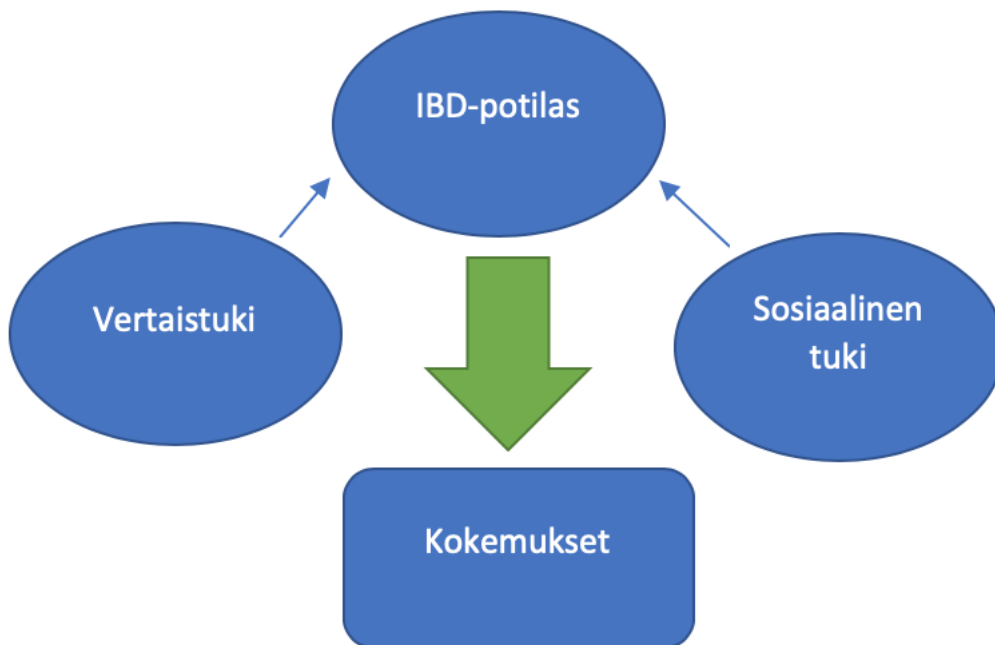 IBD-potilas
Vertaistuki
Sosiaalinen
tuki
Kokemukset